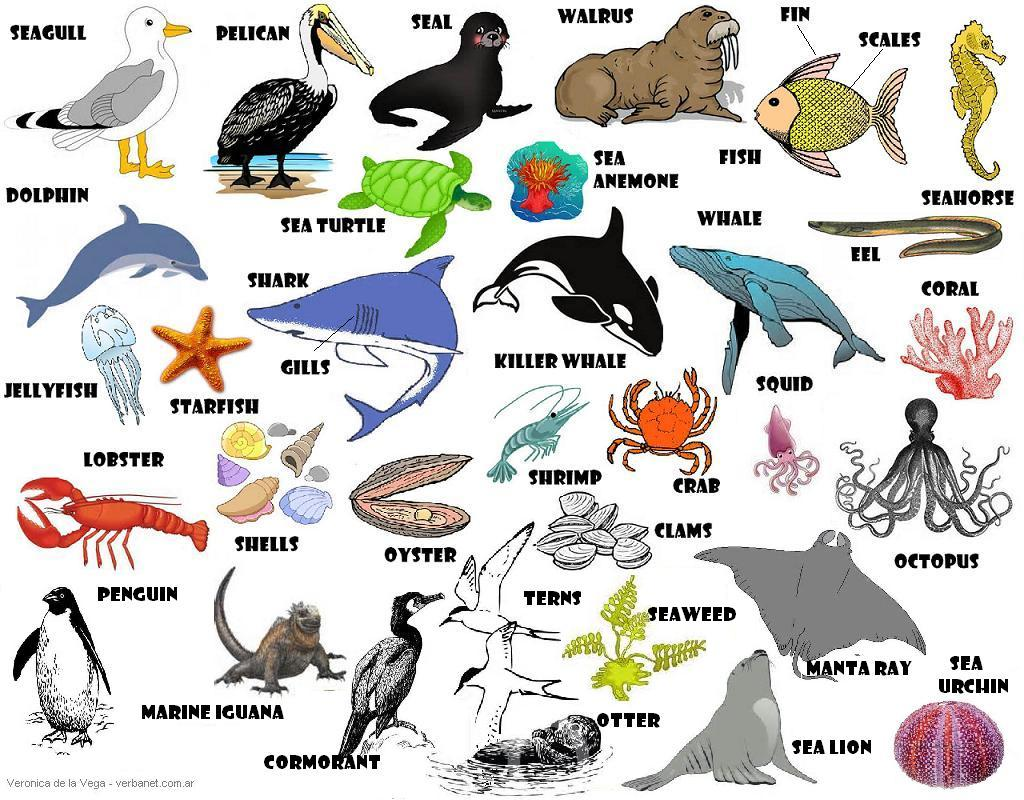 SEAGULL
PELICAN
SEAL
WALRUS
FIN
SCALES
FISH
SEAHORSE
DOLPHIN
SEA TURTLE
SEA
ANEMONE
WHALE
EEL
SHARK
GILLS
KILLER WHALE
CORAL
JELLYFISH
STARFISH
SQUID
LOBSTER
SHELLS
OYSTER
SHRIMP
CRAB
CLAMS
OCTOPUS
PENGUIN
MARINE IGUANA
CORMORANT
TERNS
SEAWEED
OTTER
MANTA RAY
SEA LION
SEA
URCHIN
Veronica de la Vega - verbanet.com.ar